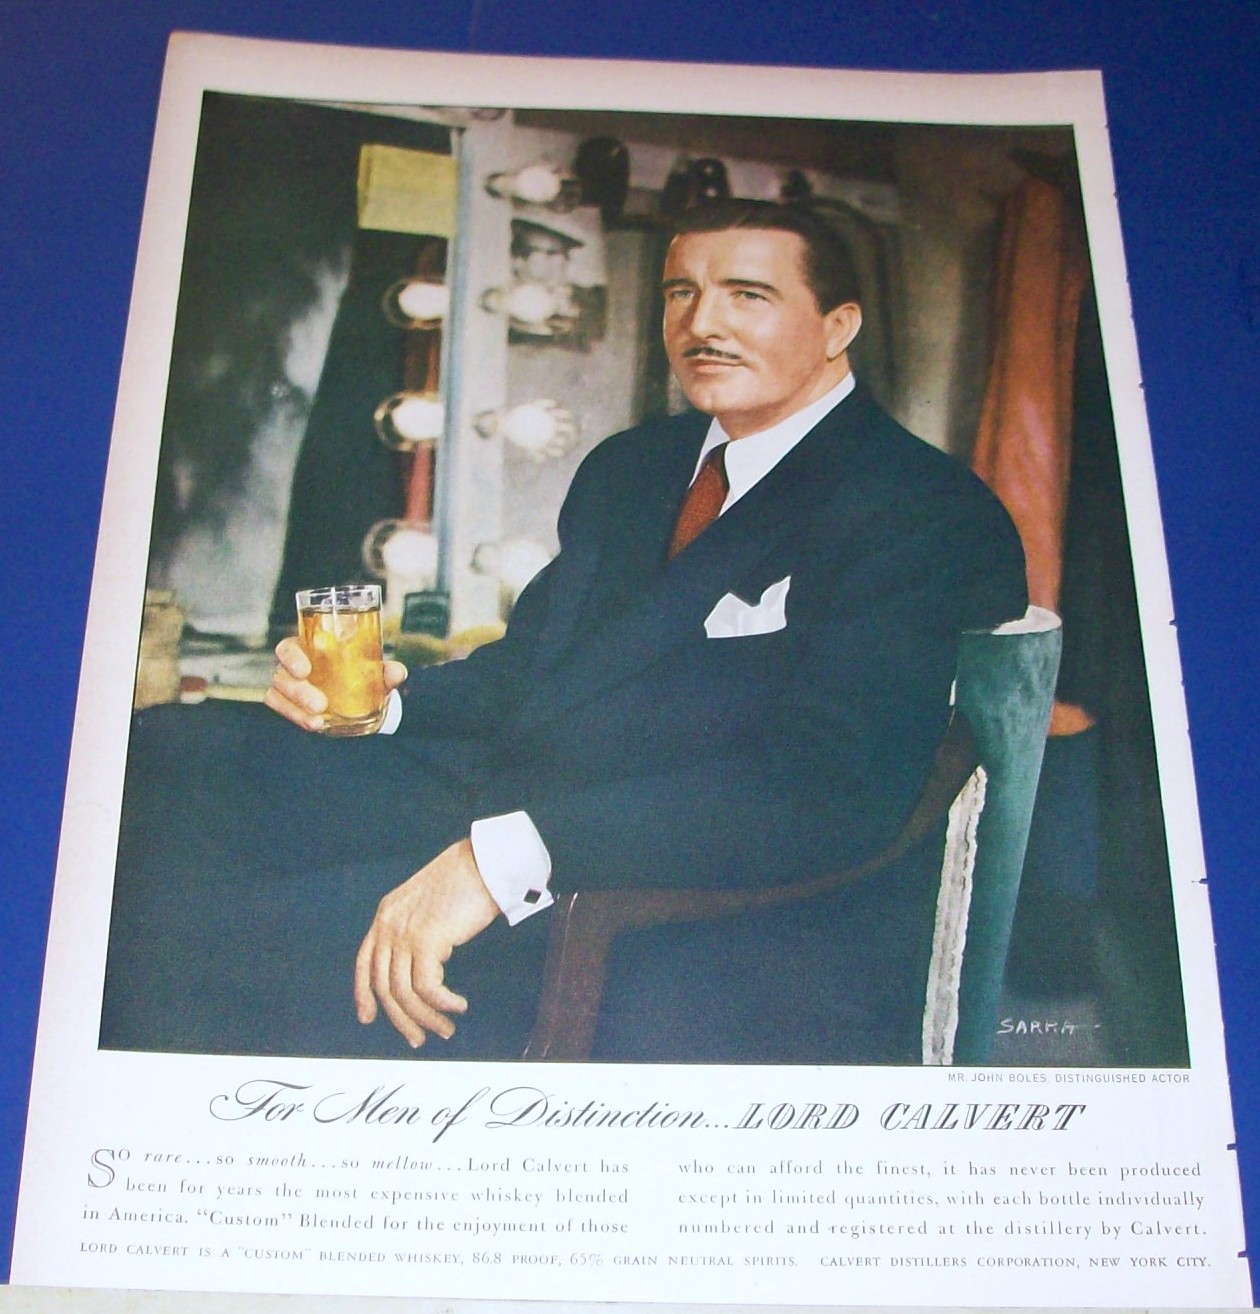 SARRA
MR. JOHN BOLES, DISTINGUISHED ACTOR
For Men of Distinction...LORD CALVERT
So rare...so smooth...so mellow...Lord Calvert has
been for years the most expensive whiskey blended
in America. “Custom” Blended for the enjoyment of those
who can afford the finest, it has never been produced
except in limited quantities, with each bottle individually
numbered and registered at the distillery by Calvert.
LORD CALVERT IS A “CUSTOM” BLENDED WHISKEY, 86.8 PROOF, 65% GRAIN NEUTRAL SPIRITS. CALVERT DISTILLERS CORPORATION, NEW YORK CITY.